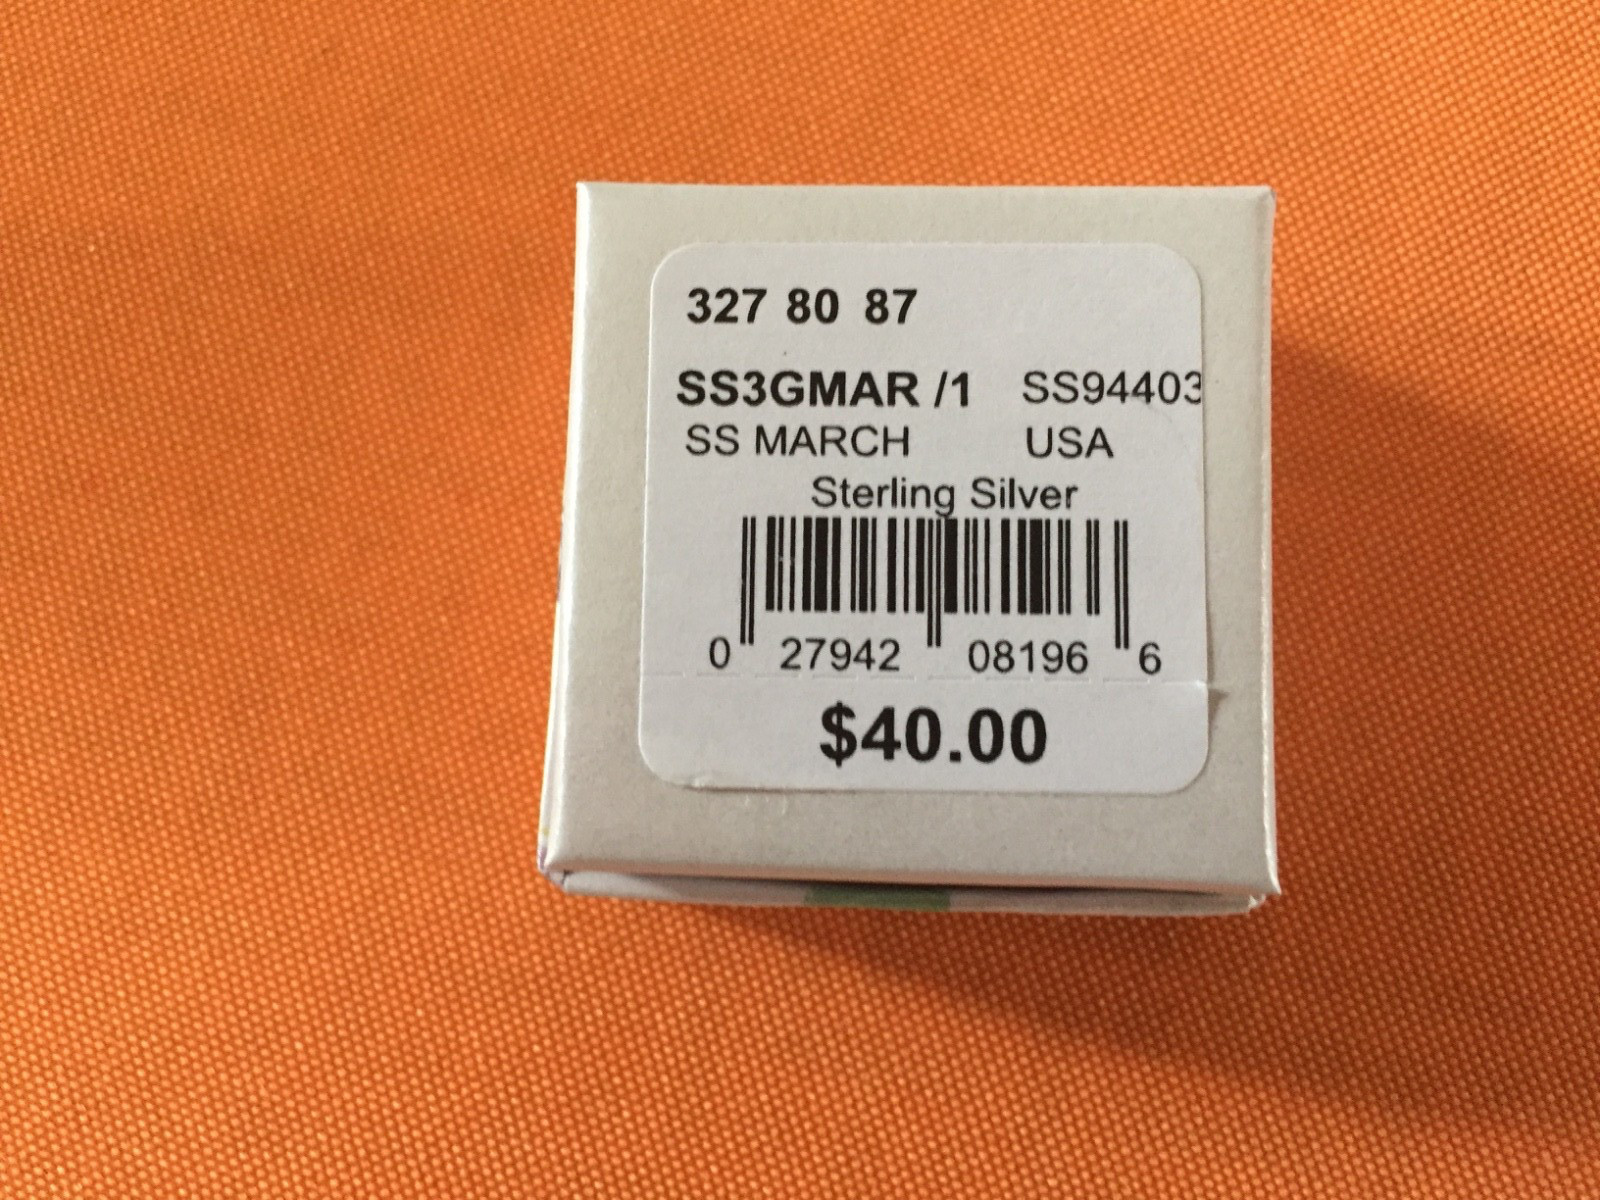 327 80 87
SS3GMAR /1 SS94403
SS MARCH USA
Sterling Silver
0 27942 08196 6
$40.00